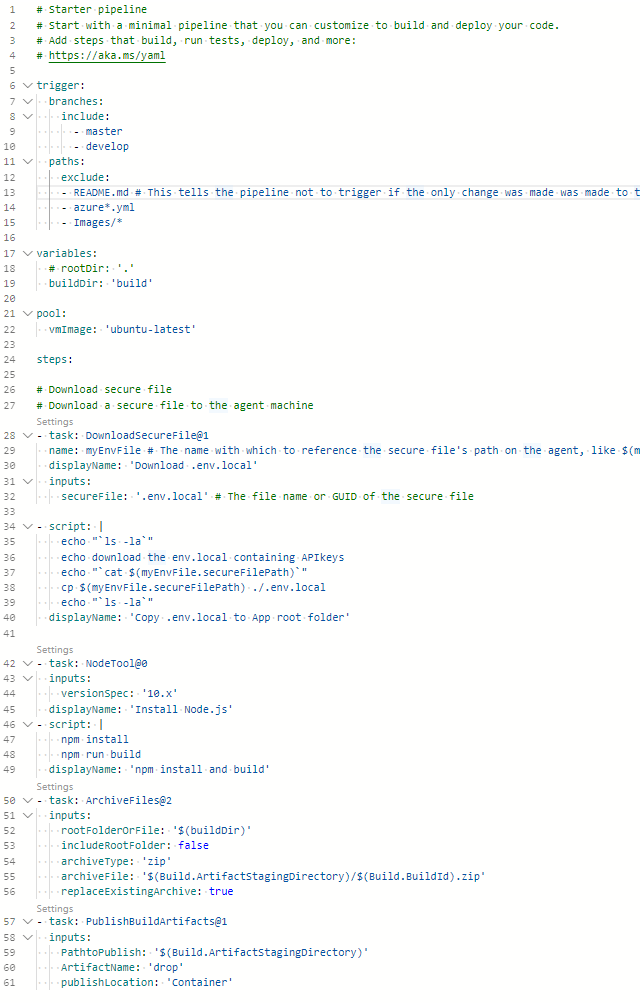 1 # Starter pipeline
2 # Start with a minimal pipeline that you can customize to build and deploy your code.
3 # Add steps that build, run tests, deploy, and more:
4 # https://aka.ms/yaml
5
6 trigger:
7   branches:
8     include:
9       - master
10       - develop
11   paths:
12     exclude:
13     - README.md # This tells the pipeline not to trigger if the only change was made was made to t
14     - azure*.yml
15     - Images/*
16
17 variables:
18   # rootDir: '.'
19   buildDir: 'build'
20
21 pool:
22   vmImage: 'ubuntu-latest'
23
24 steps:
25
26 # Download secure file
27 # Download a secure file to the agent machine
Settings
28 - task: DownloadSecureFile@1
29   name: myEnvFile # The name with which to reference the secure file's path on the agent, like $(m
30   displayName: 'Download .env.local'
31   inputs:
32     secureFile: '.env.local' # The file name or GUID of the secure file
33
34 - script: |
35     echo "`ls -la`"
36     echo download the env.local containing APIkeys
37     echo "`cat $(myEnvFile.secureFilePath)`"
38     cp $(myEnvFile.secureFilePath) ./.env.local
39     echo "`ls -la`"
40   displayName: 'Copy .env.local to App root folder'
41
Settings
42 - task: NodeTool@0
43   inputs:
44     versionSpec: '10.x'
45   displayName: 'Install Node.js'
46 - script: |
47     npm install
48     npm run build
49   displayName: 'npm install and build'
Settings
50 - task: ArchiveFiles@2
51   inputs:
52     rootFolderOrFile: '$(buildDir)'
53     includeRootFolder: false
54     archiveType: 'zip'
55     archiveFile: '$(Build.ArtifactStagingDirectory)/$(Build.BuildId).zip'
56     replaceExistingArchive: true
Settings
57 - task: PublishBuildArtifacts@1
58   inputs:
59     PathtoPublish: '$(Build.ArtifactStagingDirectory)'
60     ArtifactName: 'drop'
61     publishLocation: 'Container'